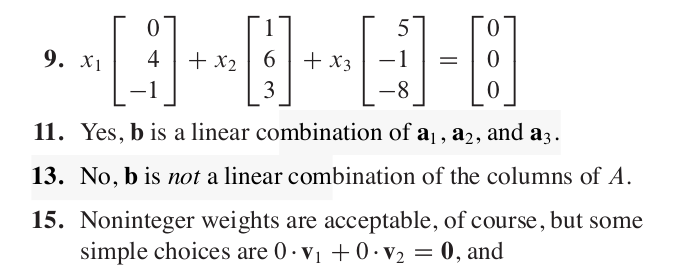 9. x₁ [0 4 −1] + x₂ [1 6 3] + x₃ [5 −1 −8] = [0 0 0]
11. Yes, b is a linear combination of a₁, a₂, and a₃.
13. No, b is not a linear combination of the columns of A.
15. Noninteger weights are acceptable, of course, but some
simple choices are 0·v₁ + 0·v₂ = 0, and